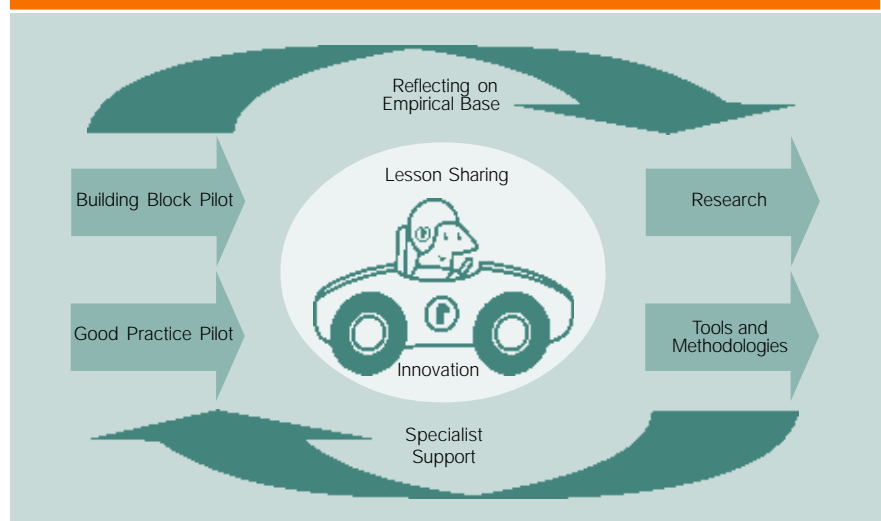 Reflecting on
Empirical Base
Lesson Sharing
Building Block Pilot
Research
Good Practice Pilot
Tools and
Methodologies
Innovation
Specialist
Support